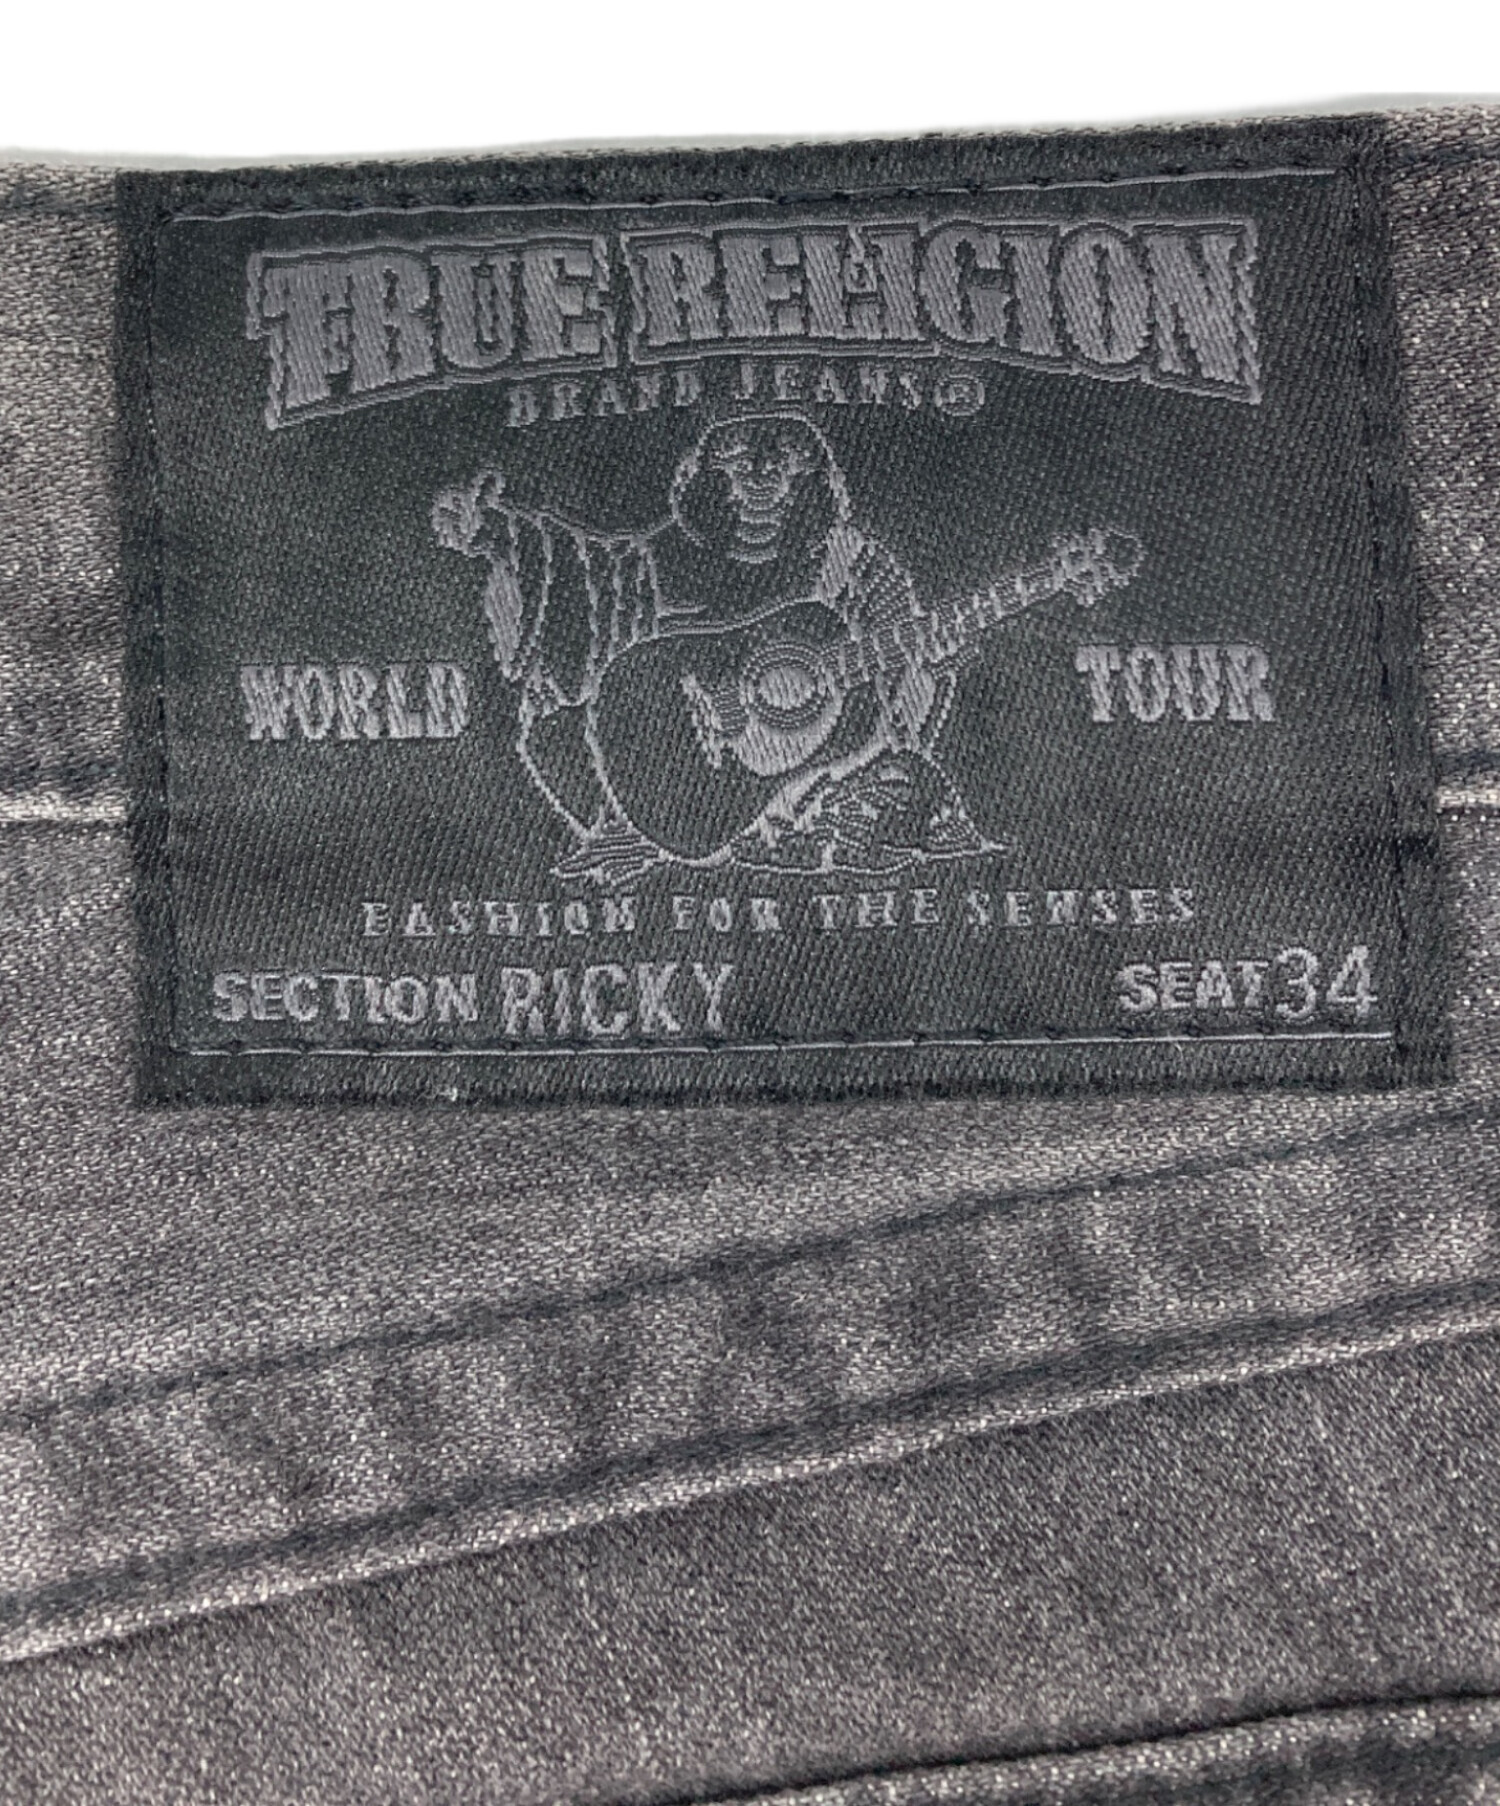 TRUE RELIGION
BRAND JEANS®
WORLD TOUR
FASHION FOR THE SENSES
SECTION RICKY SEAT 34